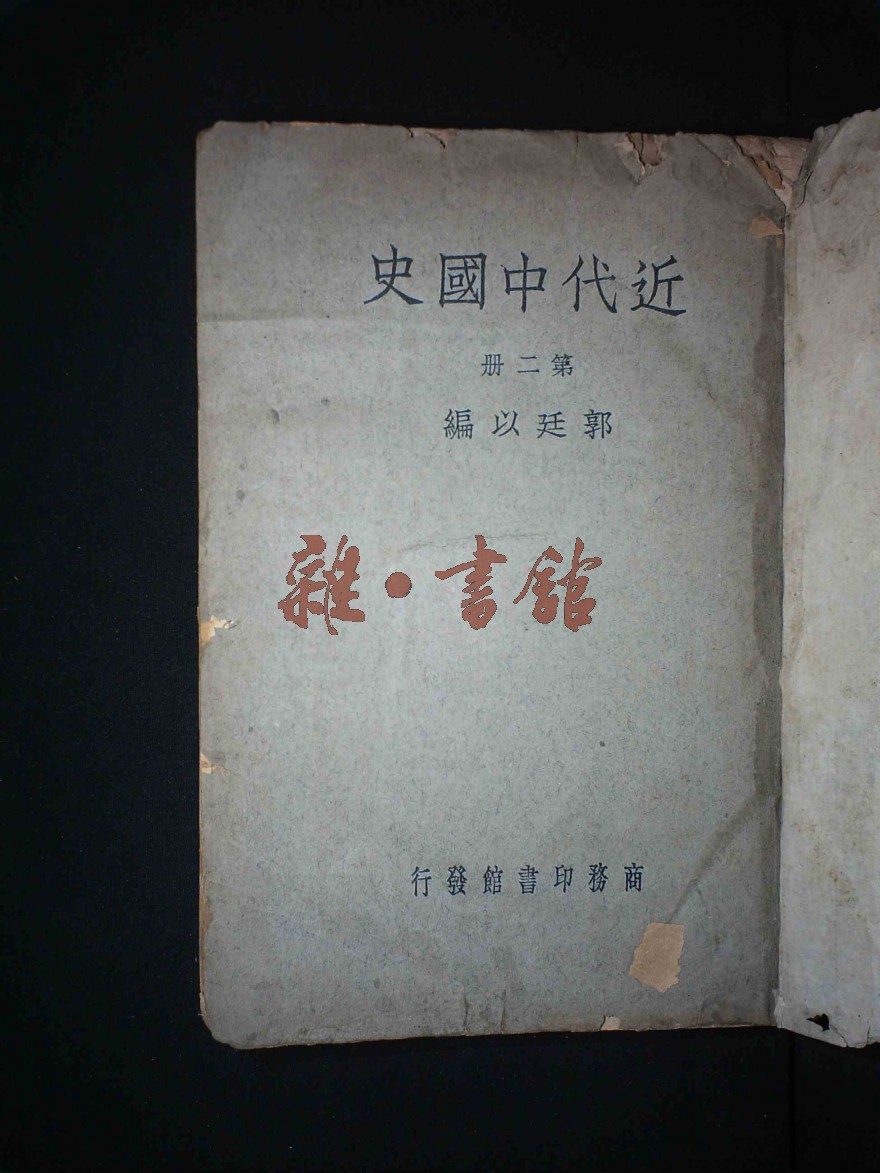 近代中國史
第二册
郭廷以編
雜·書館
商務印書館發行